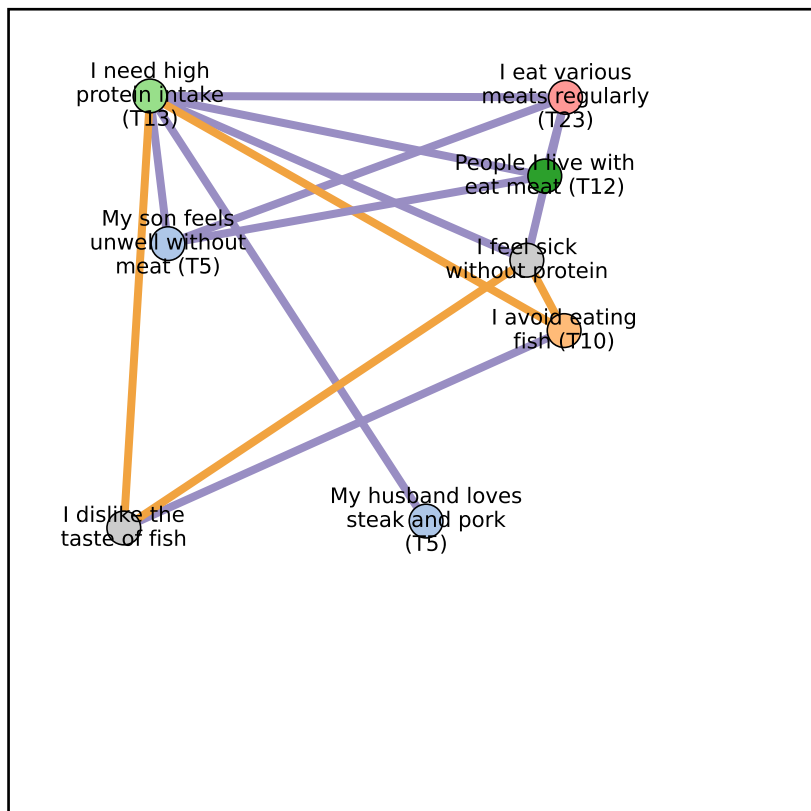 I need high
protein intake
(T13)
I eat various
meats regularly
(T23)
People I live with
eat meat (T12)
My son feels
unwell without
meat (T5)
I feel sick
without protein
I avoid eating
fish (T10)
My husband loves
steak and pork
(T5)
I dislike the
taste of fish